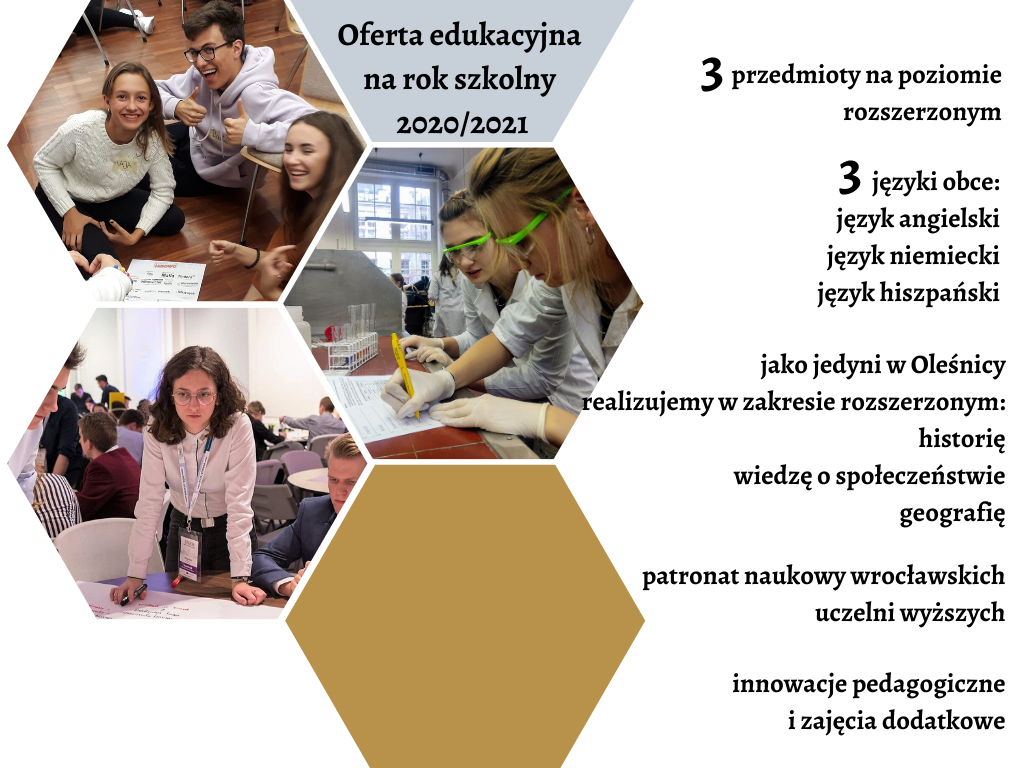 Oferta edukacyjna
na rok szkolny
2020/2021
3 przedmioty na poziomie
rozszerzonym
3 języki obce:
język angielski
język niemiecki
język hiszpański
jako jedyni w Oleśnicy
realizujemy w zakresie rozszerzonym:
historię
wiedzę o społeczeństwie
geografię
patronat naukowy wrocławskich
uczelni wyższych
innowacje pedagogiczne
i zajęcia dodatkowe